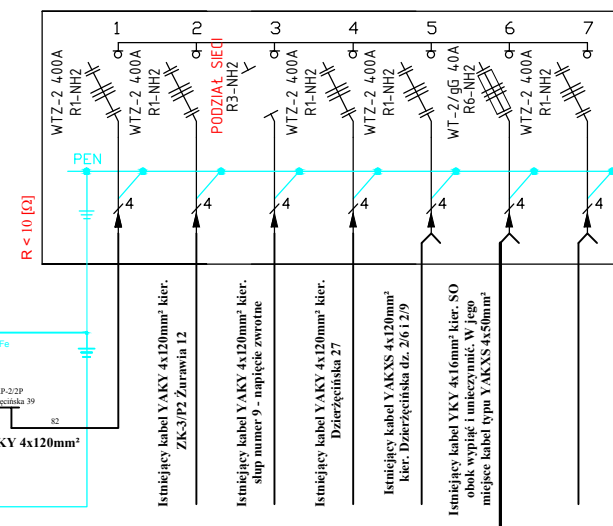 1 2 3 4 5 6 7
WTZ-2 400A
R1-NH2
WTZ-2 400A
R1-NH2
PODZIAŁ SIECI
R3-NH2
WTZ-2 400A
R1-NH2
WTZ-2 400A
R1-NH2
WT-2/gG 40A
R6-NH2
WTZ-2 400A
R1-NH2
PEN
R < 10 [Ω]
4 4 4 4 4 4 4
Istniejący kabel YAKY 4x120mm² kier.
ZK-3/P2 Żurawia 12
Istniejący kabel YAKY 4x120mm² kier.
słup numer 9 - napięcie zwrotne
Istniejący kabel YAKY 4x120mm² kier.
Dzierżęcińska 27
Istniejący kabel YAKXS 4x120mm²
kier. Dzierżęcińska dz. 2/6 i 2/9
Istniejący kabel YKY 4x16mm² kier. SO
obok wypiąć i unieczynnić. W jego
miejsce kabel typu YAKXS 4x50mm²
Fe
P-2/2P
ęcińska 39
82
KY 4x120mm²